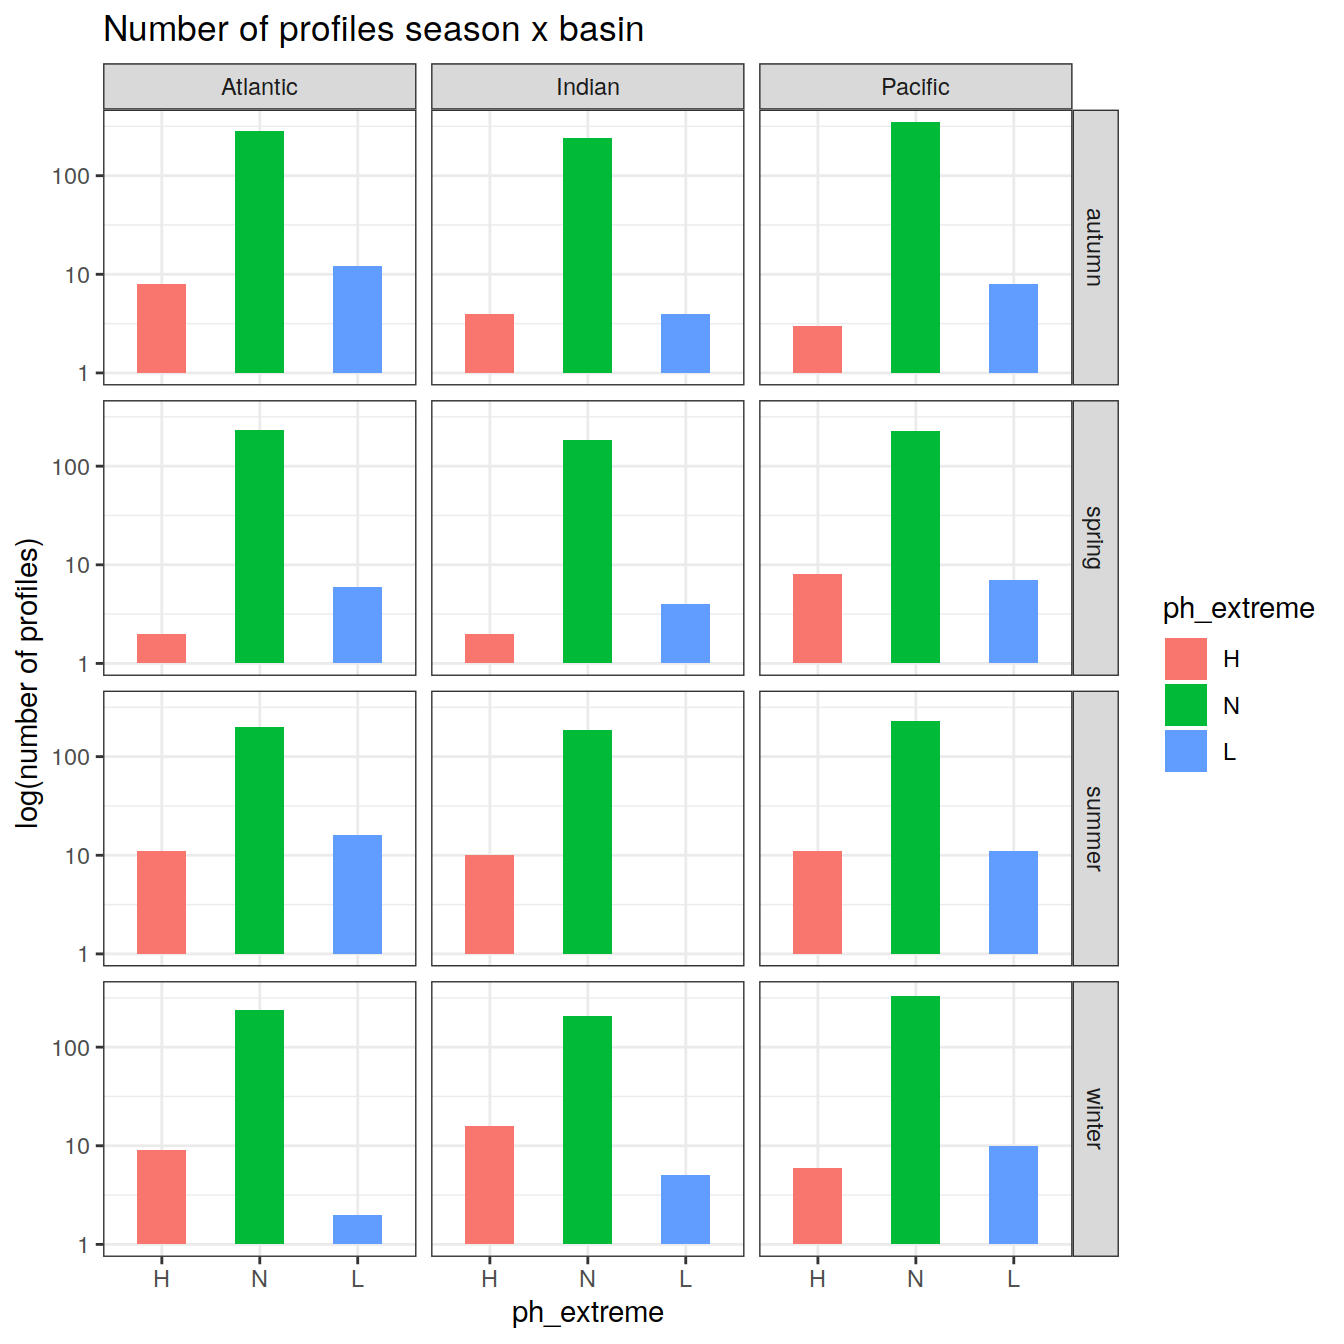 Number of profiles season x basin
Atlantic Indian Pacific
100
10
1
autumn
100
10
1
spring
100
10
1
summer
100
10
1
winter
H N L H N L H N L
ph_extreme
log(number of profiles)
ph_extreme
H
N
L